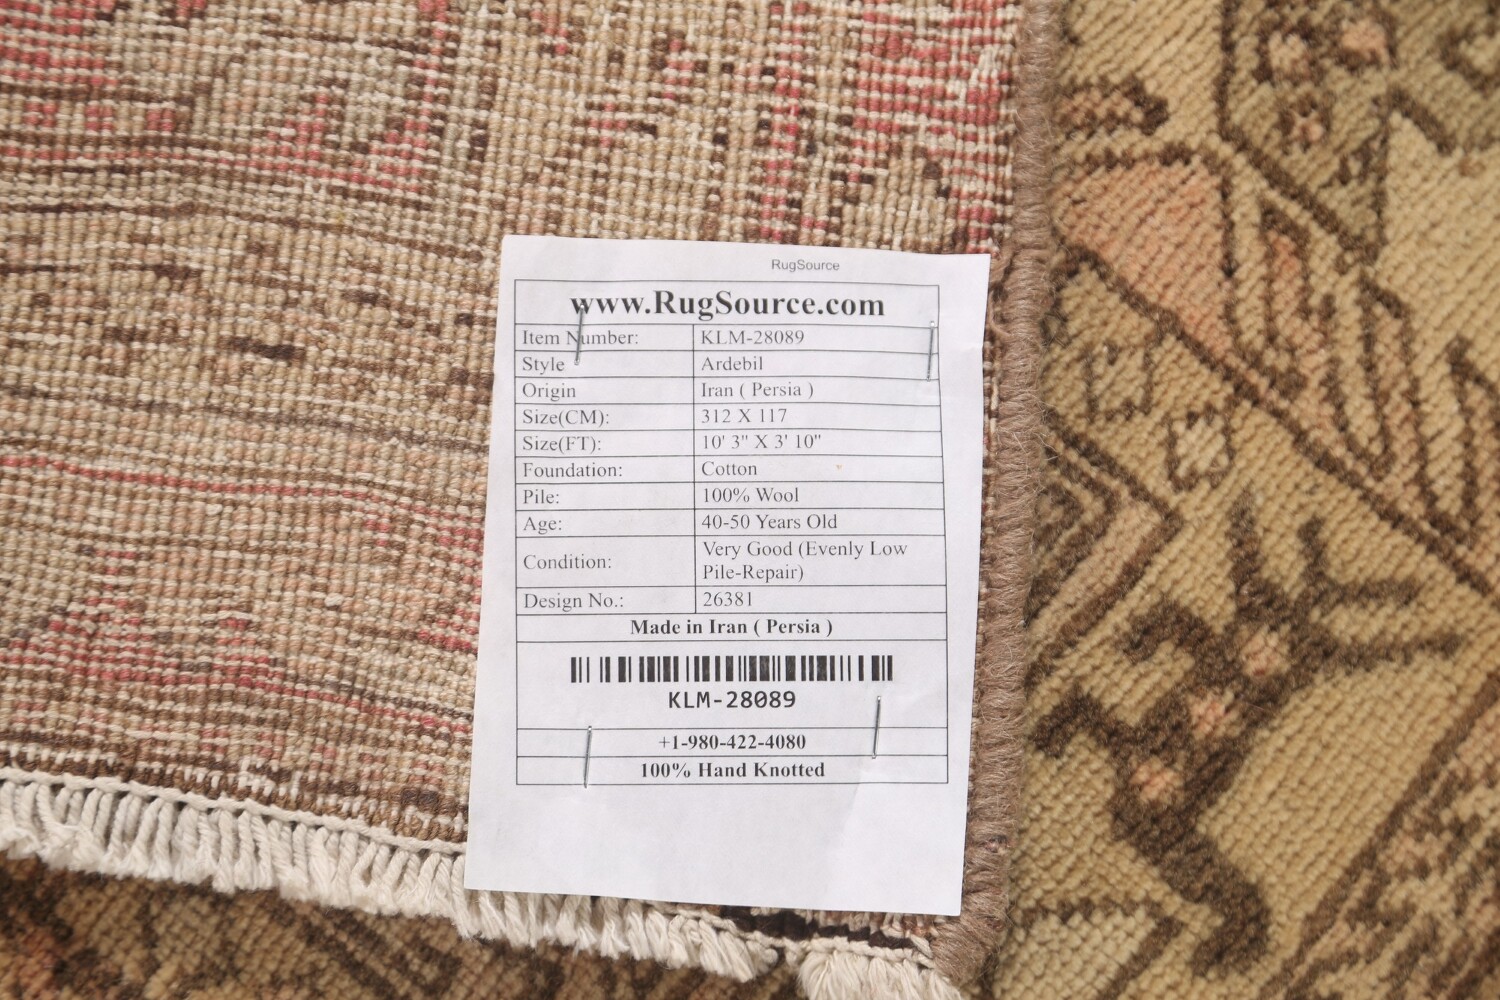 RugSource
www.RugSource.com
Item Number: KLM-28089
Style Ardebil
Origin Iran ( Persia )
Size(CM): 312 X 117
Size(FT): 10' 3" X 3' 10"
Foundation: Cotton
Pile: 100% Wool
Age: 40-50 Years Old
Condition: Very Good (Evenly Low
Pile-Repair)
Design No.: 26381
Made in Iran ( Persia )
KLM-28089
+1-980-422-4080
100% Hand Knotted